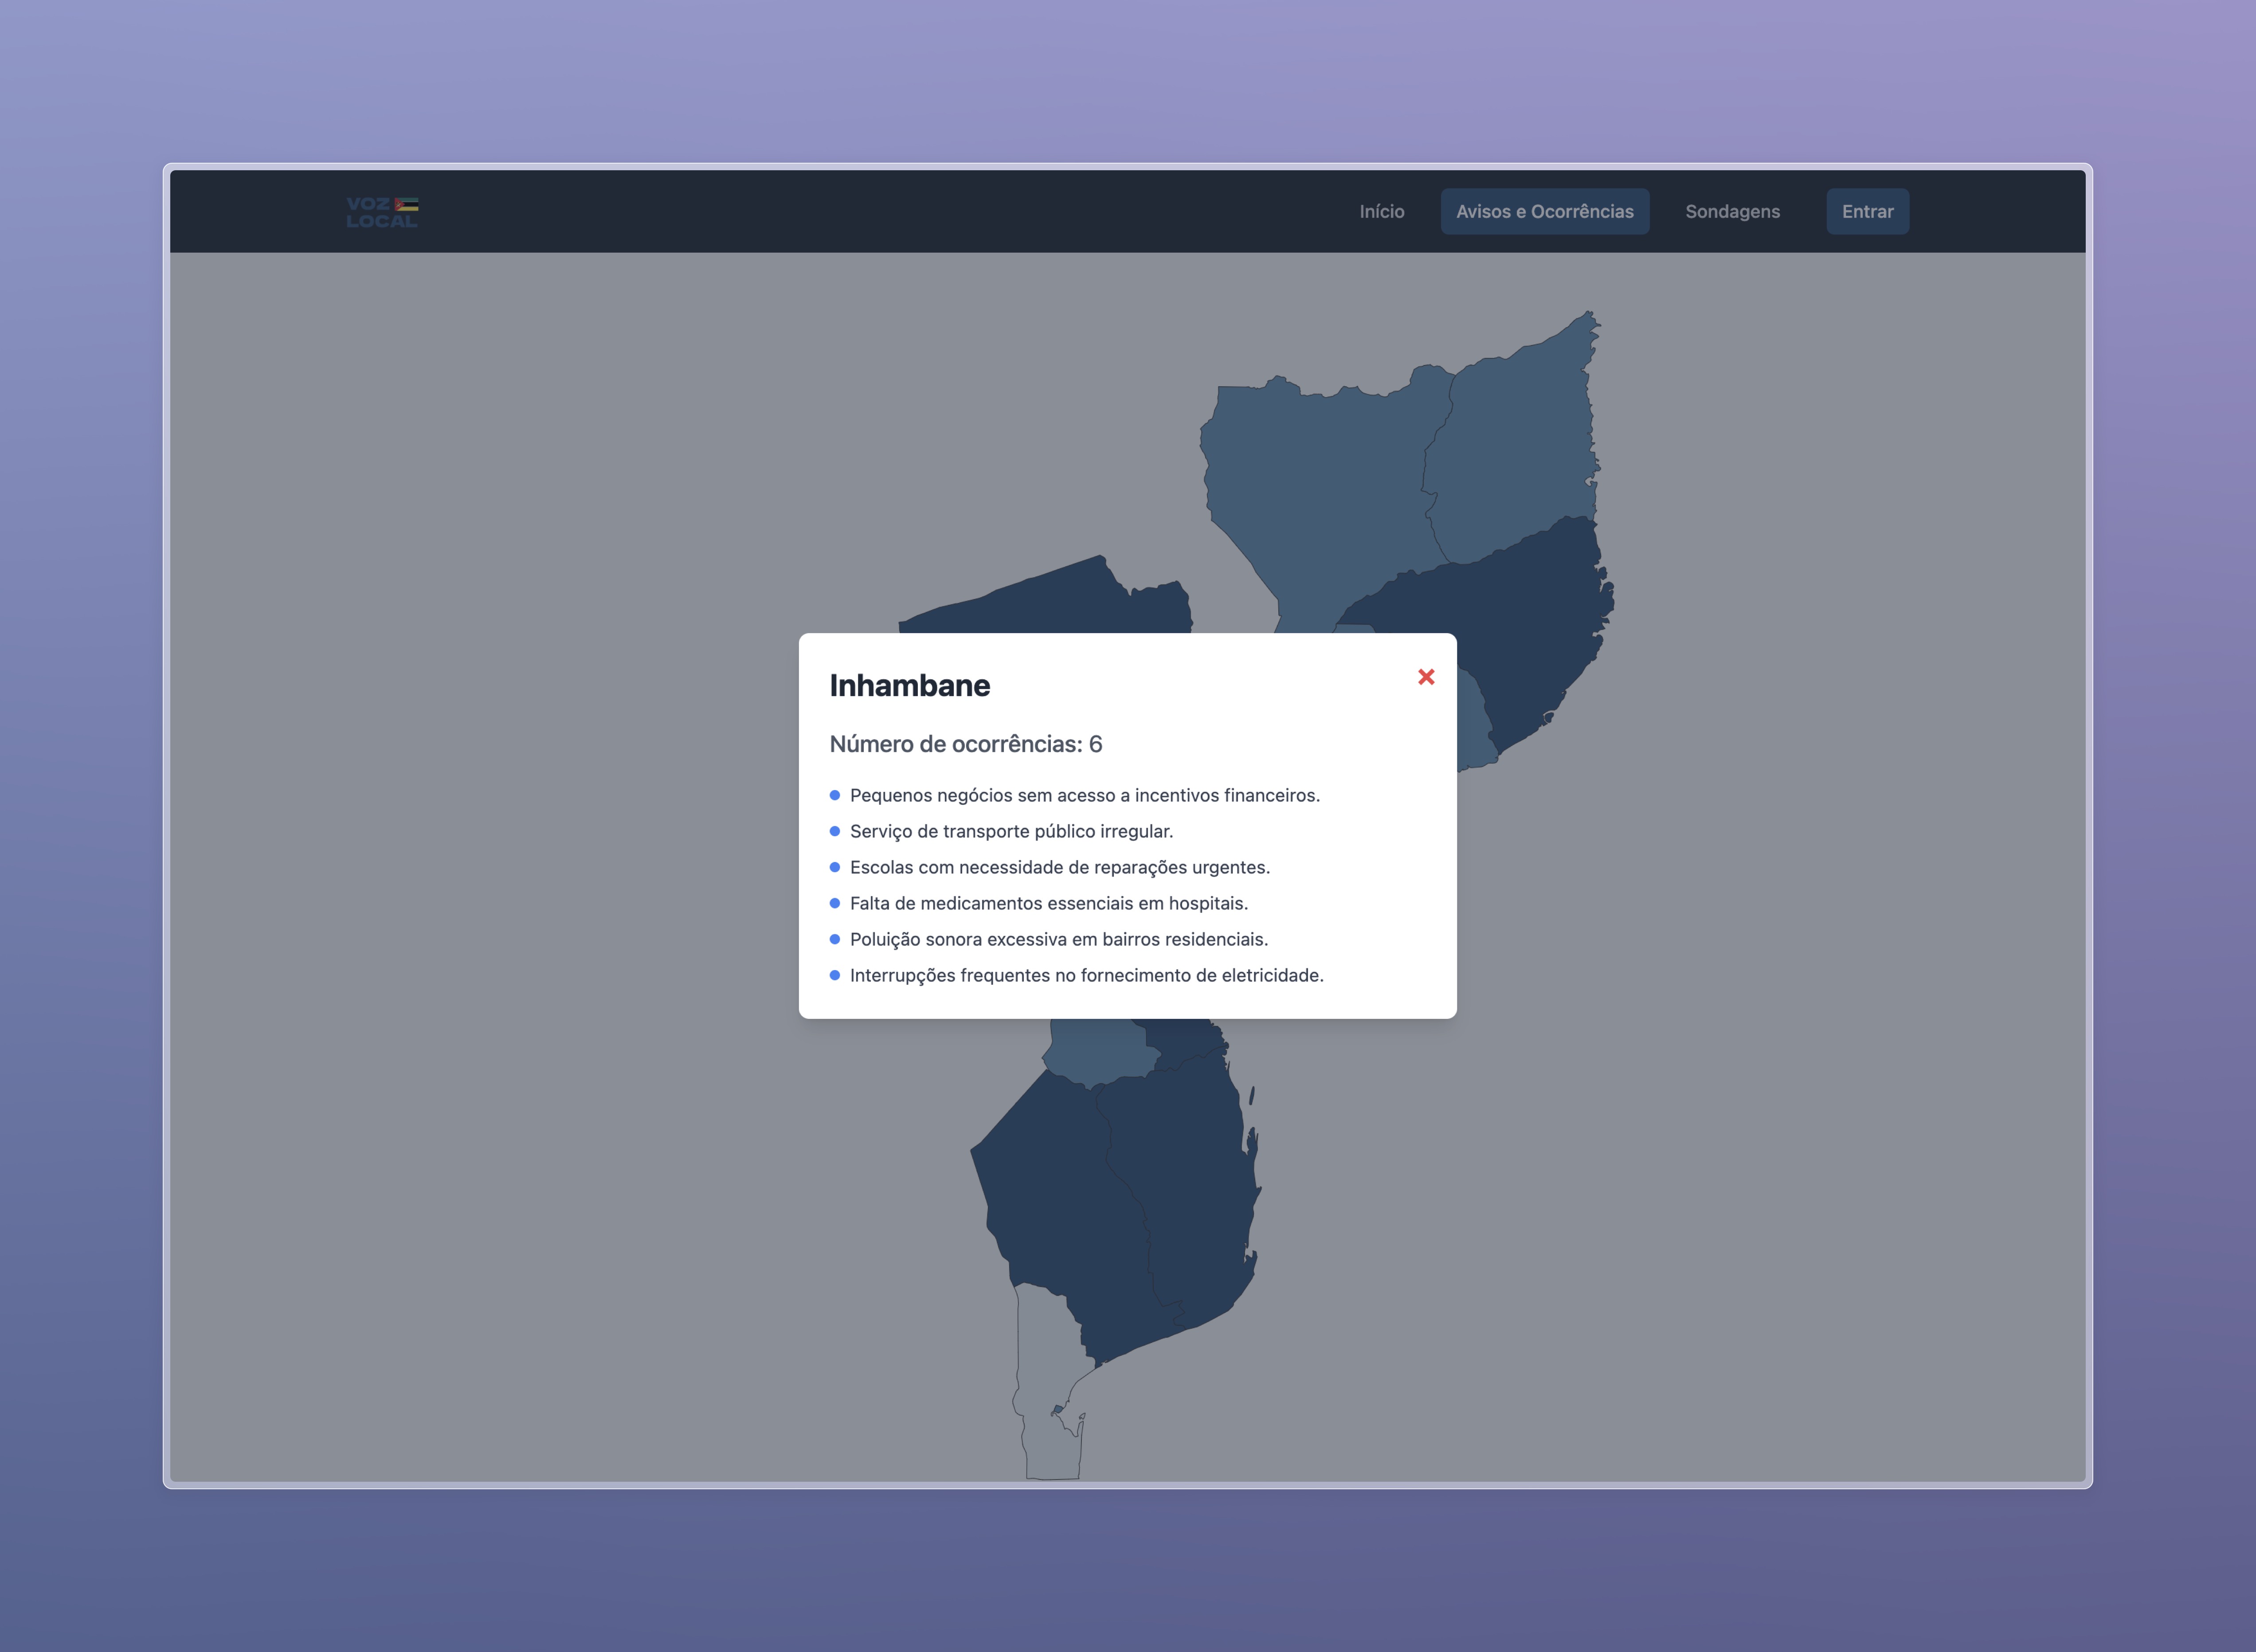 VOZ
LOCAL
Início
Avisos e Ocorrências
Sondagens
Entrar
Inhambane
Número de ocorrências: 6
Pequenos negócios sem acesso a incentivos financeiros.
Serviço de transporte público irregular.
Escolas com necessidade de reparações urgentes.
Falta de medicamentos essenciais em hospitais.
Poluição sonora excessiva em bairros residenciais.
Interrupções frequentes no fornecimento de eletricidade.